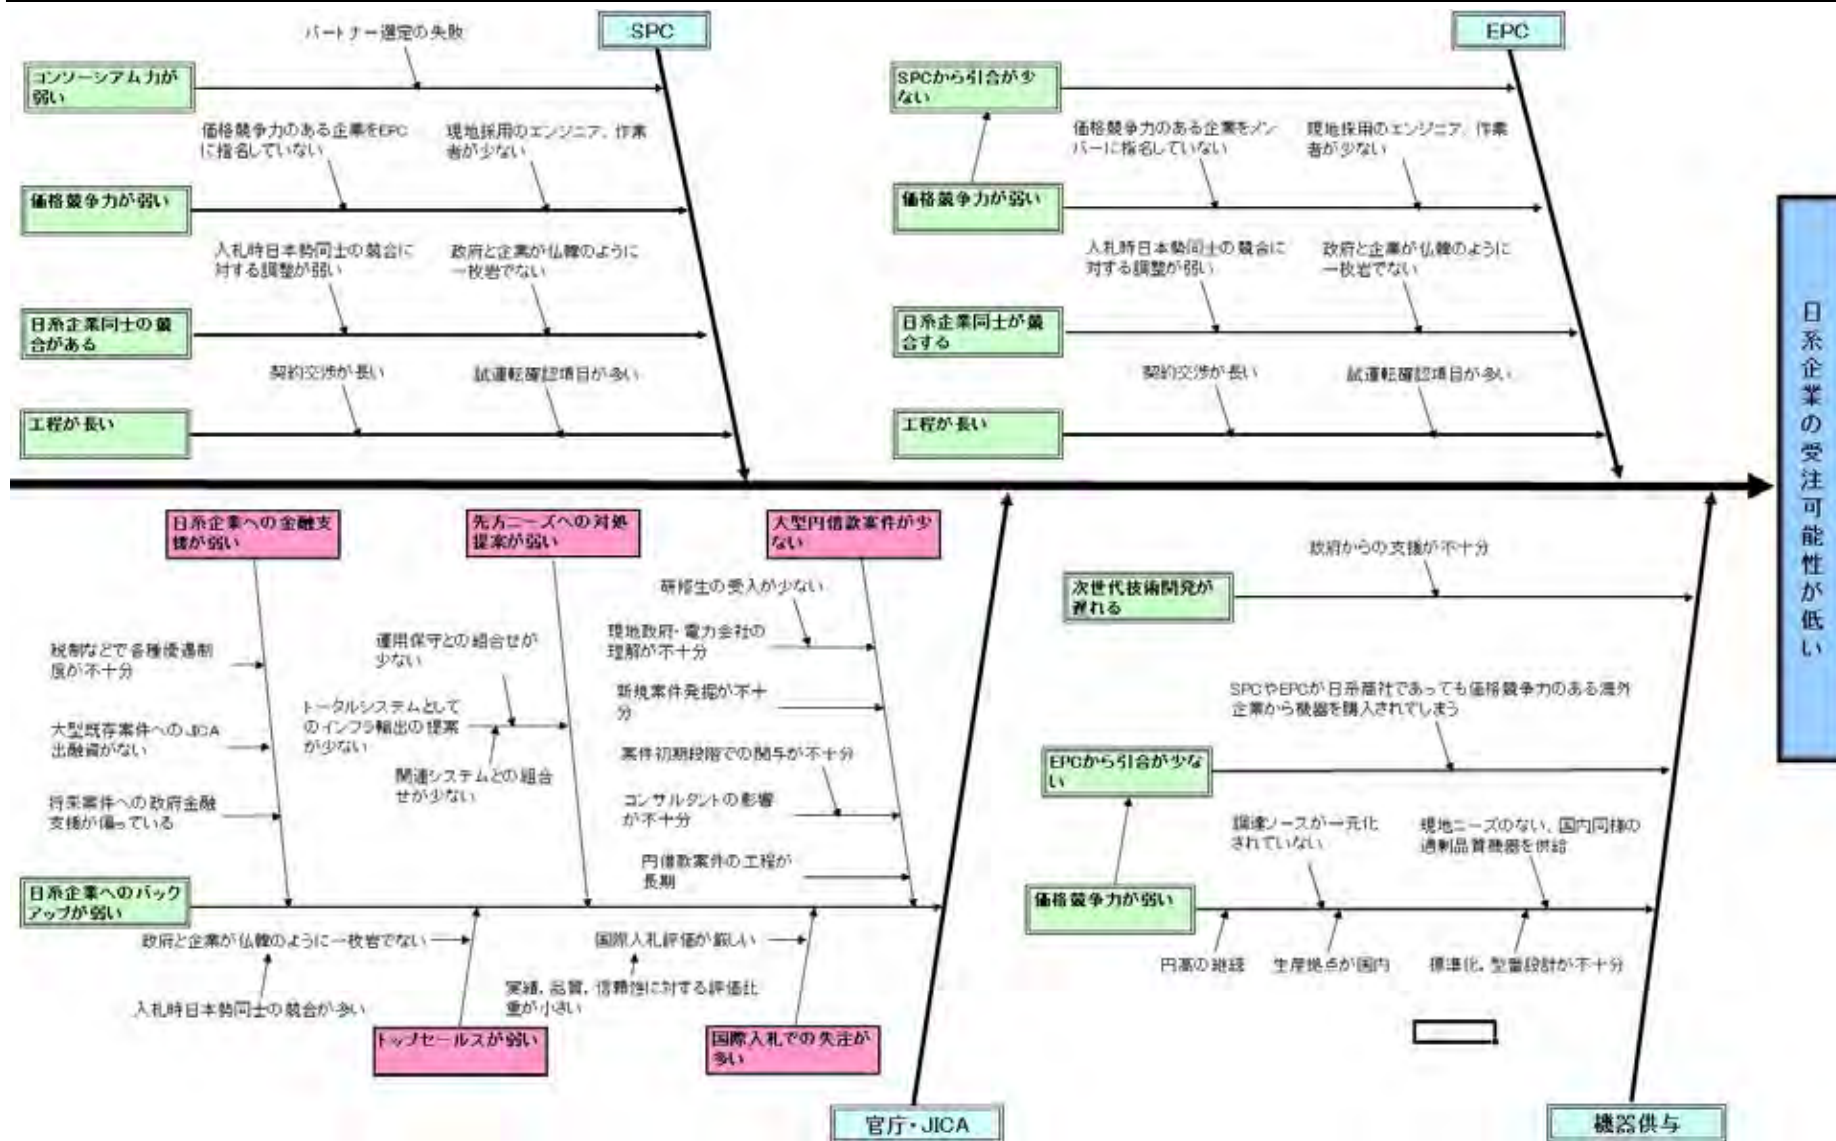 SPC
パートナー選定の失敗
コンソーシアム力が
弱い
価格競争力のある企業をEPC
に指名していない
現地採用のエンジニア、作業
者が少ない
価格競争力が弱い
入札時日本勢同士の競合に
対する調整が弱い
政府と企業が仏韓のように
一枚岩でない
日系企業同士の競
合がある
契約交渉が長い
試運転確認項目が多い
工程が長い
EPC
SPCから引合が少
ない
価格競争力のある企業をメン
バーに指名していない
現地採用のエンジニア、作業
者が少ない
価格競争力が弱い
入札時日本勢同士の競合に
対する調整が弱い
政府と企業が仏韓のように
一枚岩でない
日系企業同士が競
合する
契約交渉が長い
試運転確認項目が多い
工程が長い
日系企業の受注可能性が低い
日系企業への金融支
援が弱い
税制などで各種優遇制
度が不十分
大型既存案件へのJICA
出融資がない
将来案件への政府金融
支援が偏っている
先方ニーズへの対処
提案が弱い
運用保守との組合せが
少ない
トータルシステムとして
のインフラ輸出の提案
が少ない
関連システムとの組合
せが少ない
大型円借款案件が少
ない
研修生の受入が少ない
現地政府・電力会社の
理解が不十分
新規案件発掘が不十
分
案件初期段階での関与が不十分
コンサルタントの影響
が不十分
円借款案件の工程が
長期
日系企業へのバック
アップが弱い
政府と企業が仏韓のように一枚岩でない
入札時日本勢同士の競合が多い
トップセールスが弱い
国際入札評価が厳しい
実績、品質、信頼性に対する評価比
重が小さい
国際入札での失注が
多い
官庁・JICA
政府からの支援が不十分
次世代技術開発が
遅れる
SPCやEPCが日系商社であっても価格競争力のある海外
企業から機器を購入されてしまう
EPCから引合が少な
い
調達ソースが一元化
されていない
現地ニーズのない、国内同様の
過剰品質機器を供給
価格競争力が弱い
円高の継続
生産拠点が国内
標準化、型番設計が不十分
機器供与